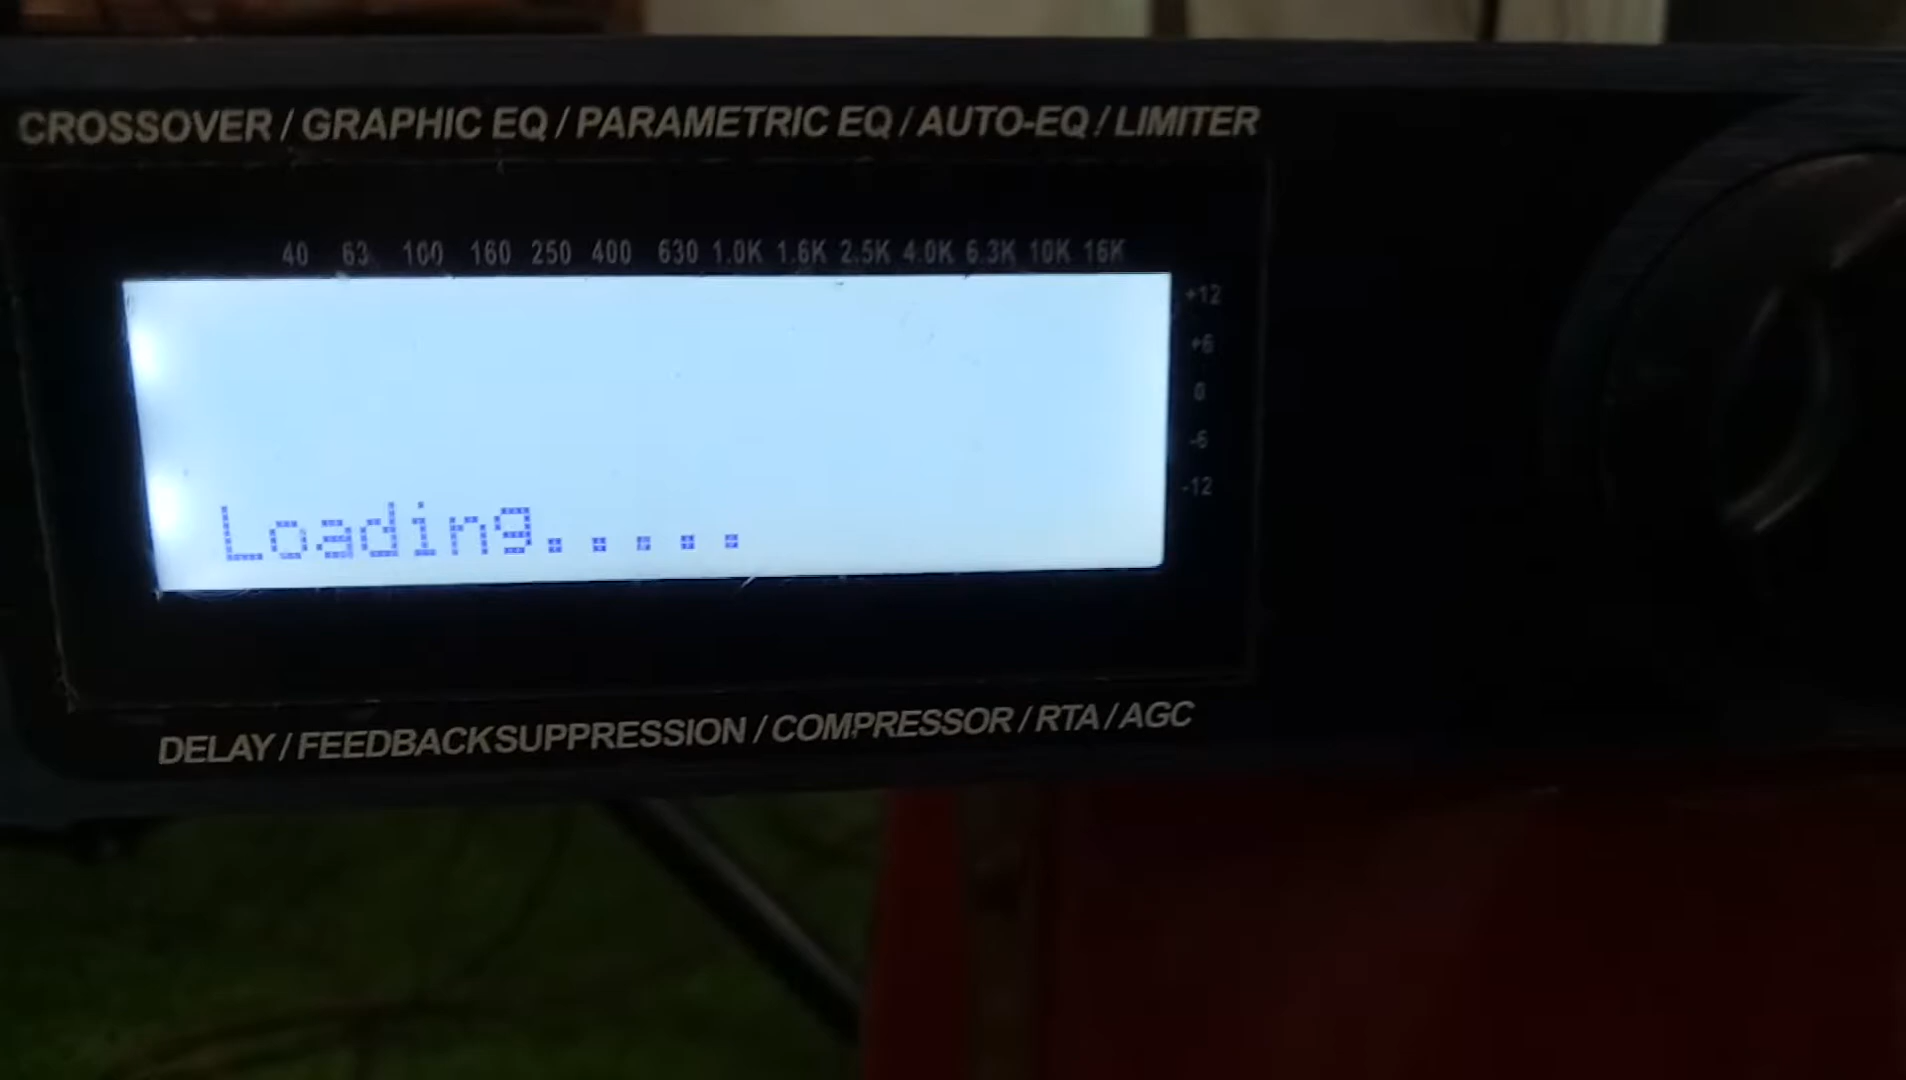 CROSSOVER / GRAPHIC EQ / PARAMETRIC EQ / AUTO-EQ / LIMITER
40 63 100 160 250 400 630 1.0K 1.6K 2.5K 4.0K 6.3K 10K 16K
+12
+6
0
-6
-12
Loading.....
DELAY / FEEDBACKSUPPRESSION / COMPRESSOR / RTA / AGC